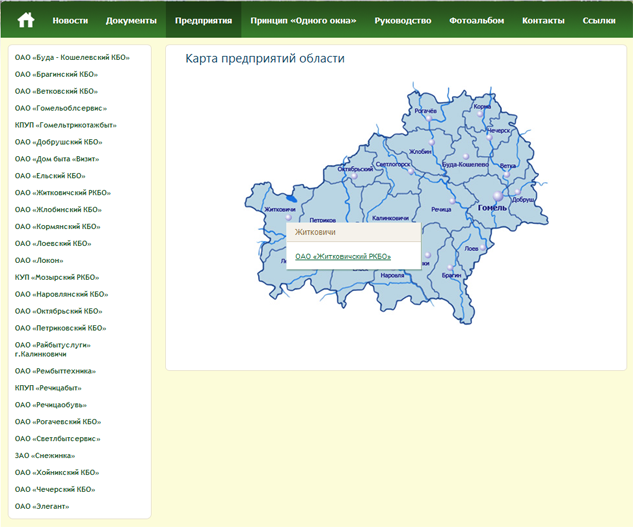 Новости Документы Предприятия Принцип «Одного окна» Руководство Фотоальбом Контакты Ссылки
ОАО «Буда - Кошелевский КБО»
ОАО «Брагинский КБО»
ОАО «Ветковский КБО»
ОАО «Гомельоблсервис»
КПУП «Гомельтрикотажбыт»
ОАО «Добрушский КБО»
ОАО «Дом быта «Визит»
ОАО «Ельский КБО»
ОАО «Житковичский РКБО»
ОАО «Жлобинский КБО»
ОАО «Кормянский КБО»
ОАО «Лоевский КБО»
ОАО «Локон»
КУП «Мозырский РКБО»
ОАО «Наровлянский КБО»
ОАО «Октябрьский КБО»
ОАО «Петриковский КБО»
ОАО «Райбытуслуги»
г.Калинковичи
ОАО «Рембыттехника»
КПУП «Речицабыт»
ОАО «Речицаобувь»
ОАО «Рогачевский КБО»
ОАО «Светлбытсервис»
ЗАО «Снежинка»
ОАО «Хойникский КБО»
ОАО «Чечерский КБО»
ОАО «Элегант»
Карта предприятий области
Рогачёв
Корма
Чечерск
Жлобин
Светлогорск
Буда-Кошелево
Октябрьский
Ветка
Добруш
Житковичи
Гомель
Речица
Петриков
Калинковичи
Житковичи
ОАО «Житковичский РКБО»
Лоев
Наровля
Брагин